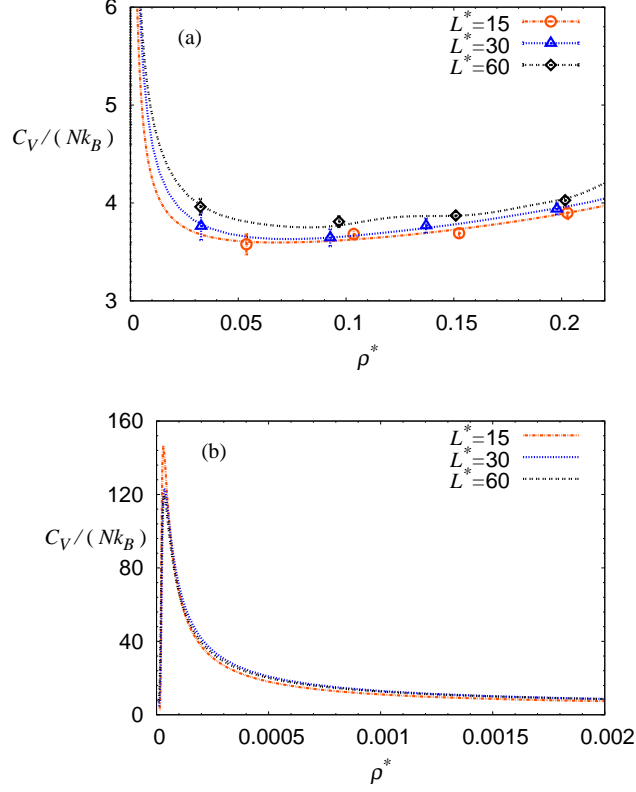 (a)
L*=15
L*=30
L*=60
C_V/(Nk_B)
6
5
4
3
0 0.05 0.1 0.15 0.2
ρ*
(b)
L*=15
L*=30
L*=60
C_V/(Nk_B)
160
120
80
40
0
0 0.0005 0.001 0.0015 0.002
ρ*